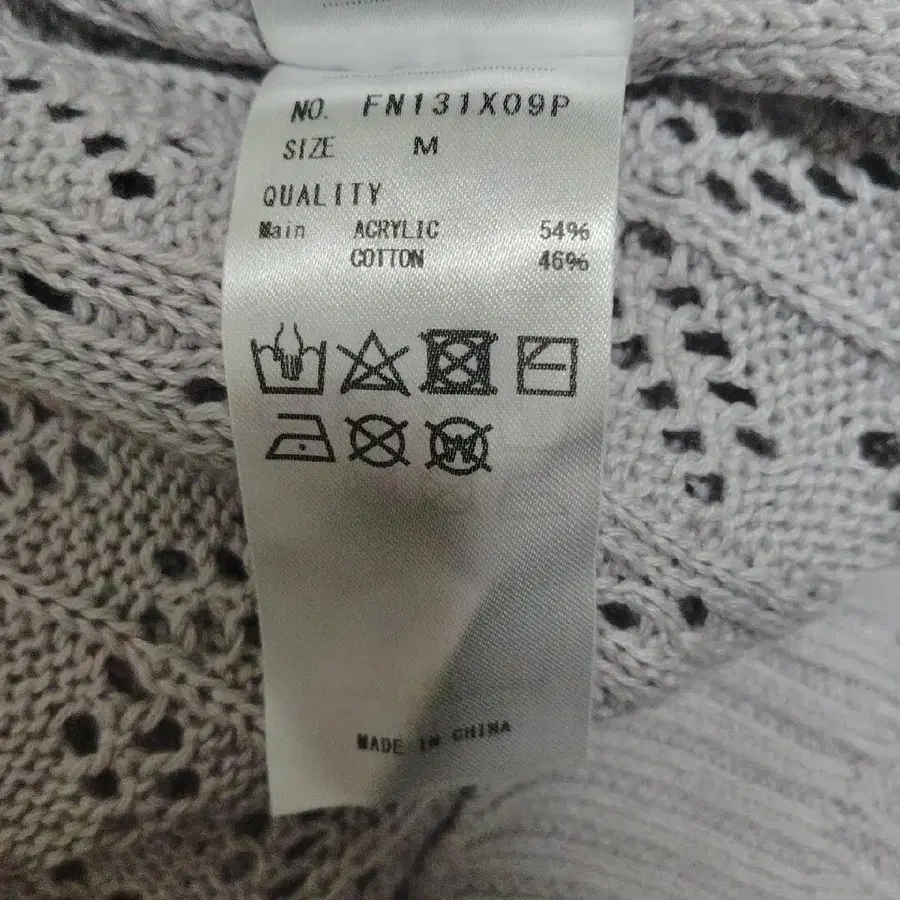 NO. FN131X09P
SIZE M
QUALITY
Main ACRYLIC 54%
COTTON 46%
W
MADE IN CHINA